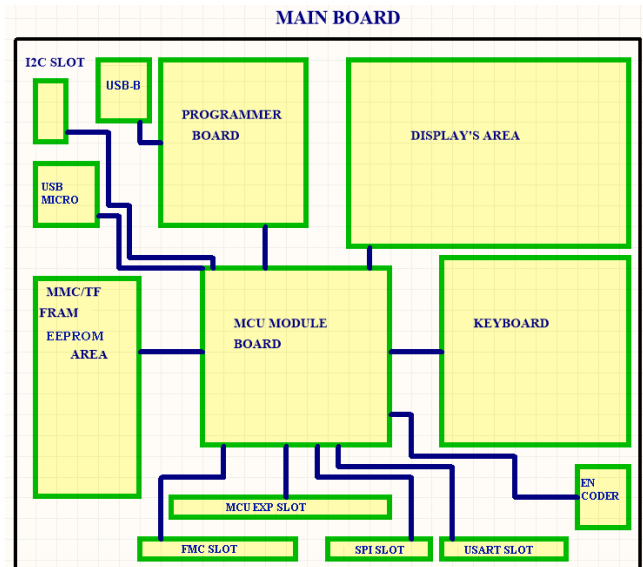 MAIN BOARD
I2C SLOT
USB-B
PROGRAMMER
BOARD
DISPLAY'S AREA
USB
MICRO
MMC/TF
FRAM
EEPROM
AREA
MCU MODULE
BOARD
KEYBOARD
EN
CODER
MCU EXP SLOT
FMC SLOT
SPI SLOT
USART SLOT